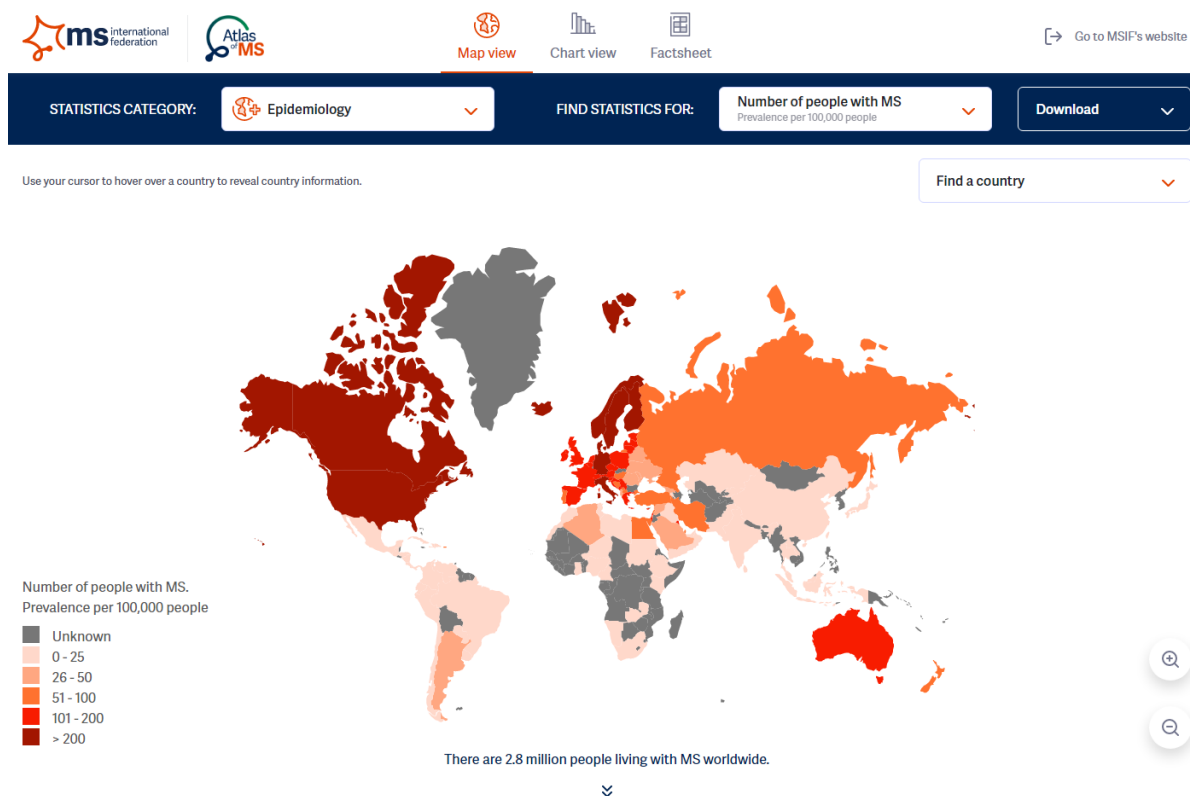 ms international federation
Atlas of MS
Map view
Chart view
Factsheet
Go to MSIF's website
STATISTICS CATEGORY:
Epidemiology
FIND STATISTICS FOR:
Number of people with MS
Prevalence per 100,000 people
Download
Use your cursor to hover over a country to reveal country information.
Find a country
Number of people with MS.
Prevalence per 100,000 people
Unknown
0 - 25
26 - 50
51 - 100
101 - 200
> 200
There are 2.8 million people living with MS worldwide.